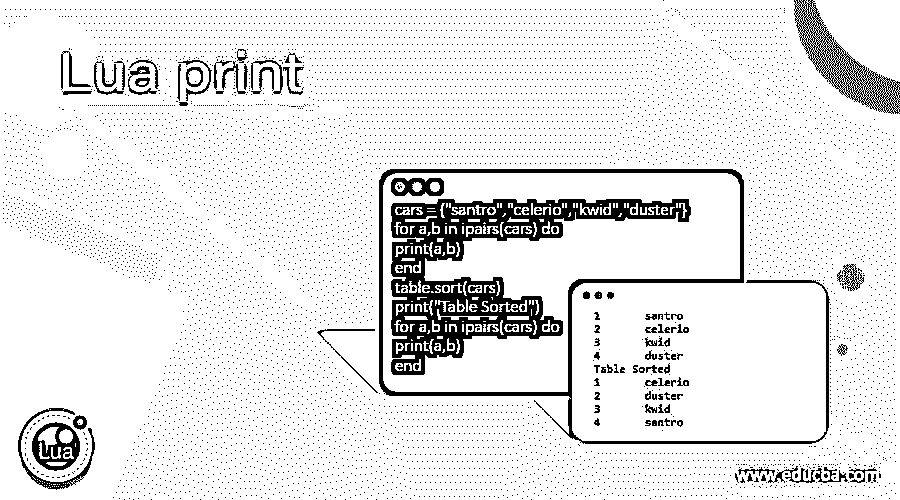 Lua print
cars = {"santro","celerio","kwid","duster"}
for a,b in ipairs(cars) do
print(a,b)
end
table.sort(cars)
print("Table Sorted")
for a,b in ipairs(cars) do
print(a,b)
end
1 santro
2 celerio
3 kwid
4 duster
Table Sorted
1 celerio
2 duster
3 kwid
4 santro
Lua
www.educba.com